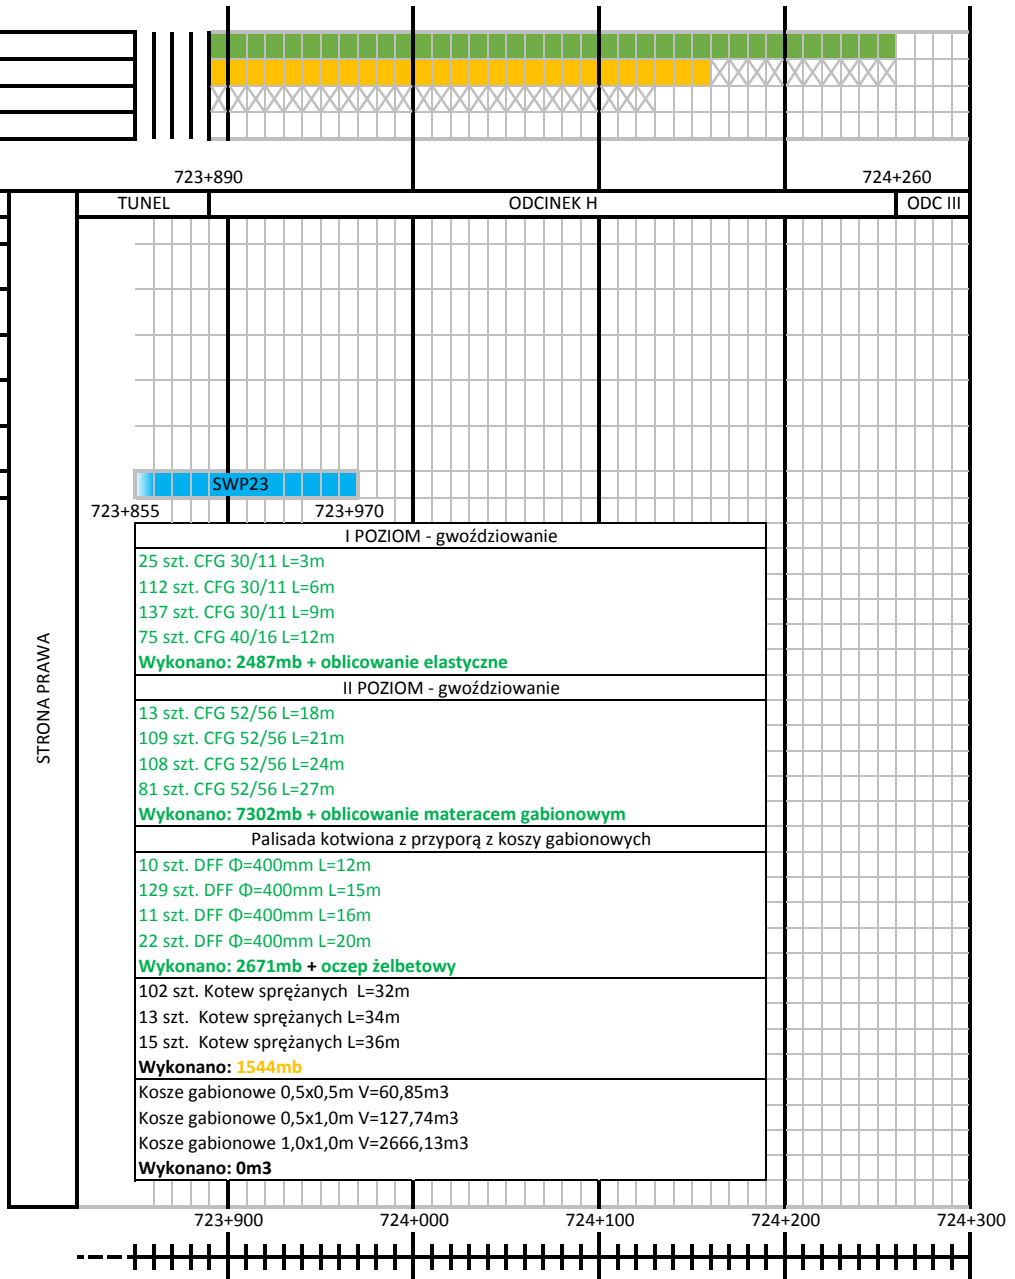 723+890
724+260
TUNEL
ODCINEK H
ODC III
SWP23
723+855
723+970
STRONA PRAWA
I POZIOM - gwoździowanie
25 szt. CFG 30/11 L=3m
112 szt. CFG 30/11 L=6m
137 szt. CFG 30/11 L=9m
75 szt. CFG 40/16 L=12m
Wykonano: 2487mb + oblicowanie elastyczne
II POZIOM - gwoździowanie
13 szt. CFG 52/56 L=18m
109 szt. CFG 52/56 L=21m
108 szt. CFG 52/56 L=24m
81 szt. CFG 52/56 L=27m
Wykonano: 7302mb + oblicowanie materacem gabionowym
Palisada kotwiona z przyporą z koszy gabionowych
10 szt. DFF Φ=400mm L=12m
129 szt. DFF Φ=400mm L=15m
11 szt. DFF Φ=400mm L=16m
22 szt. DFF Φ=400mm L=20m
Wykonano: 2671mb + oczep żelbetowy
102 szt. Kotew sprężanych L=32m
13 szt. Kotew sprężanych L=34m
15 szt. Kotew sprężanych L=36m
Wykonano: 1544mb
Kosze gabionowe 0,5x0,5m V=60,85m3
Kosze gabionowe 0,5x1,0m V=127,74m3
Kosze gabionowe 1,0x1,0m V=2666,13m3
Wykonano: 0m3
723+900
724+000
724+100
724+200
724+300